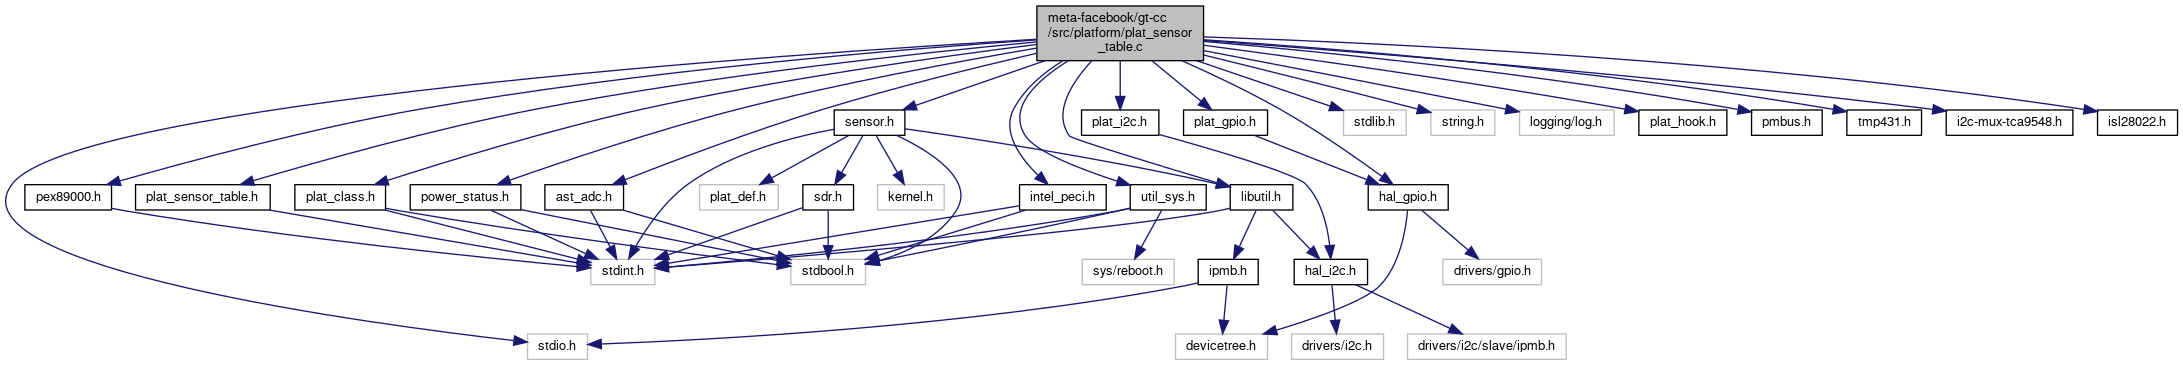 meta-facebook/gt-cc
/src/platform/plat_sensor
_table.c
sensor.h
plat_i2c.h
plat_gpio.h
stdlib.h
string.h
logging/log.h
plat_hook.h
pmbus.h
tmp431.h
i2c-mux-tca9548.h
isl28022.h
pex89000.h
plat_sensor_table.h
plat_class.h
power_status.h
ast_adc.h
plat_def.h
sdr.h
kernel.h
intel_peci.h
util_sys.h
libutil.h
hal_gpio.h
stdint.h
stdbool.h
sys/reboot.h
ipmb.h
hal_i2c.h
drivers/gpio.h
stdio.h
devicetree.h
drivers/i2c.h
drivers/i2c/slave/ipmb.h